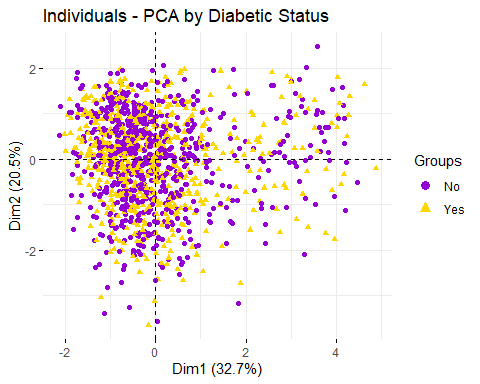 Individuals - PCA by Diabetic Status
Dim2 (20.5%)
2
0
-2
-2
0
2
4
Dim1 (32.7%)
Groups
No
Yes